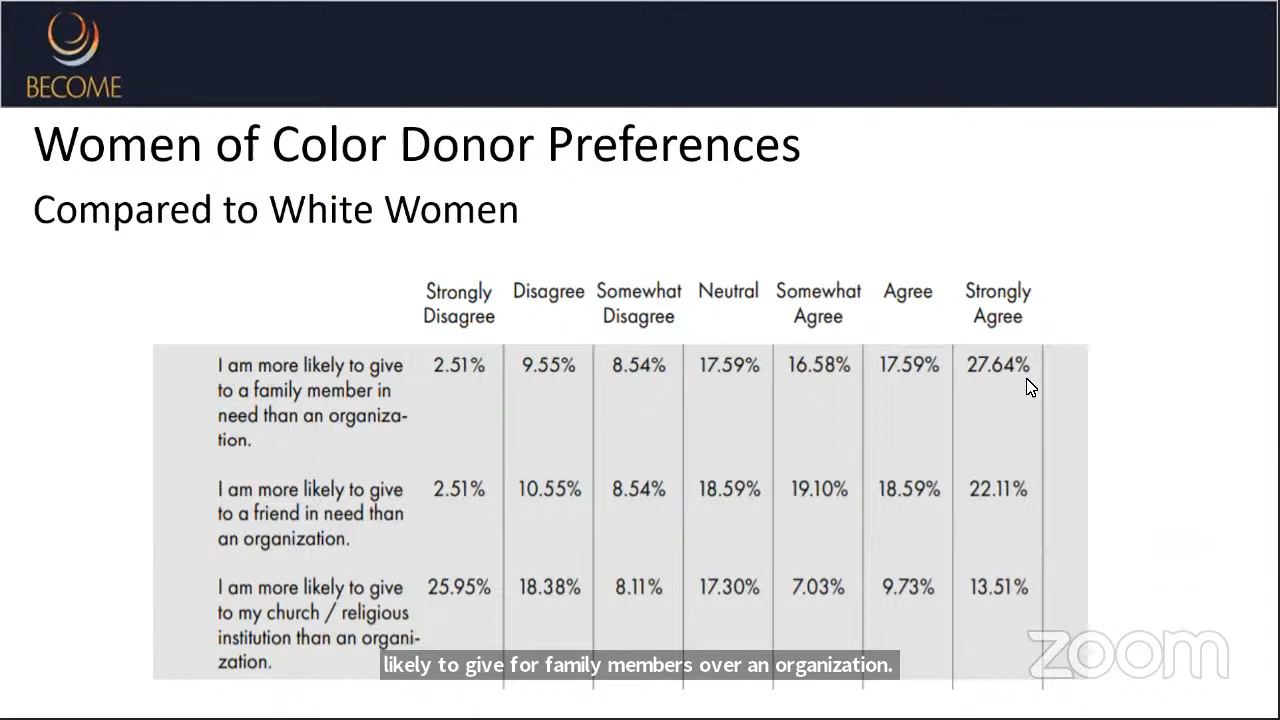 BECOME
Women of Color Donor Preferences
Compared to White Women
Strongly Disagree Somewhat Neutral Somewhat Agree Strongly
Disagree Disagree Agree Agree
I am more likely to give 2.51% 9.55% 8.54% 17.59% 16.58% 17.59% 27.64%
to a family member in
need than an organiza-
tion.
I am more likely to give 2.51% 10.55% 8.54% 18.59% 19.10% 18.59% 22.11%
to a friend in need than
an organization.
I am more likely to give 25.95% 18.38% 8.11% 17.30% 7.03% 9.73% 13.51%
to my church / religious
institution than an organi-
zation.
likely to give for family members over an organization.
zoom